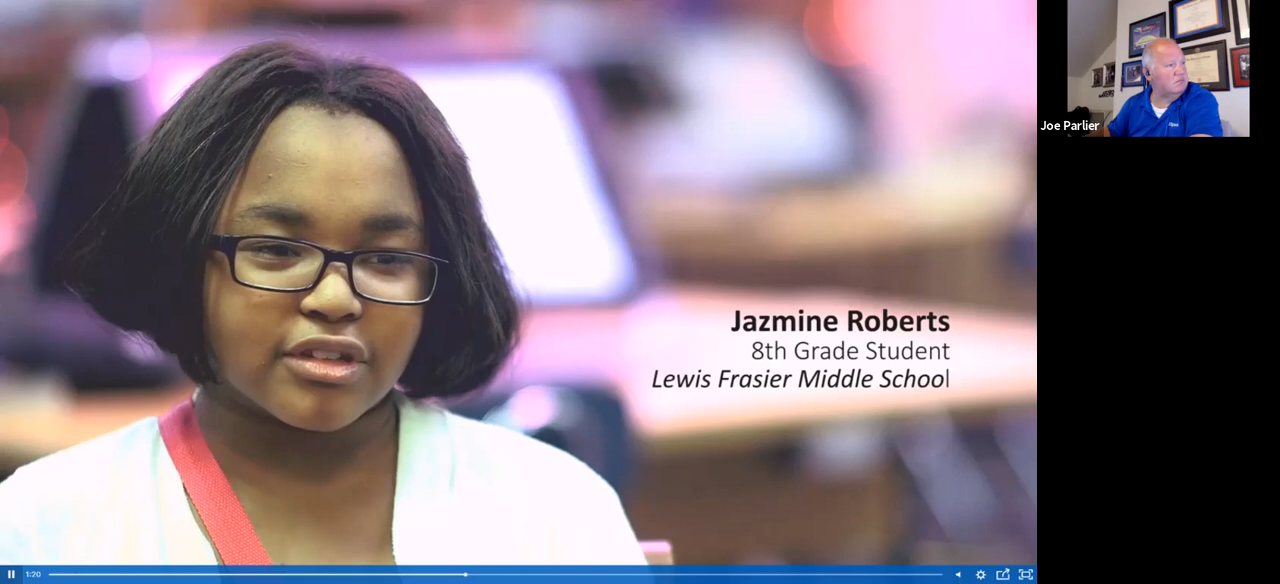 Jazmine Roberts
8th Grade Student
Lewis Frasier Middle School
Joe Parlier
1:20